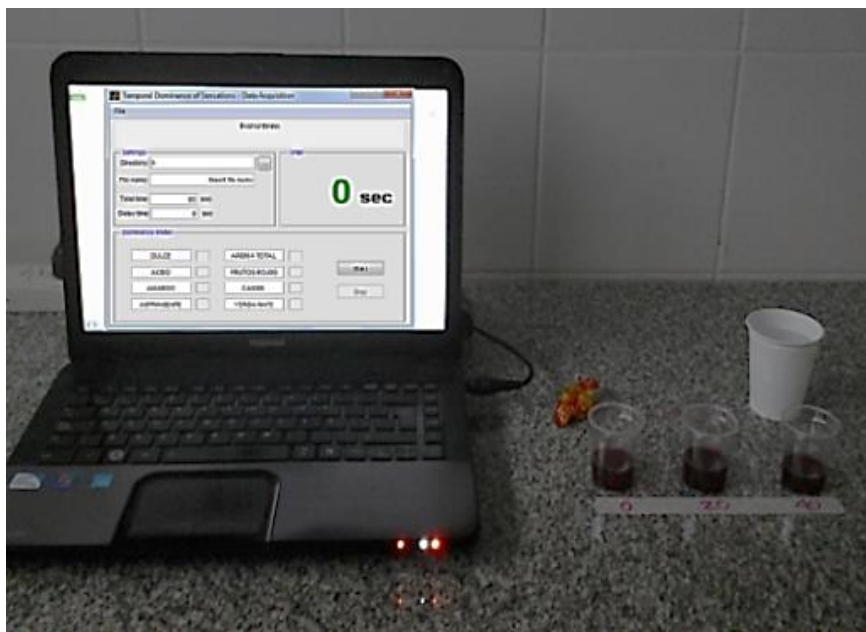 Temporal Dominance of Sensations - Data Acquisition
File
Settings
Directory
File name
Total time sec
Delay time sec
0 sec
DULCE
ACIDO
AMARGO
ASTRINGENTE
AROMA TOTAL
FRUTOS ROJOS
CASSIS
YERBA MATE
Start
Stop
0 20 40